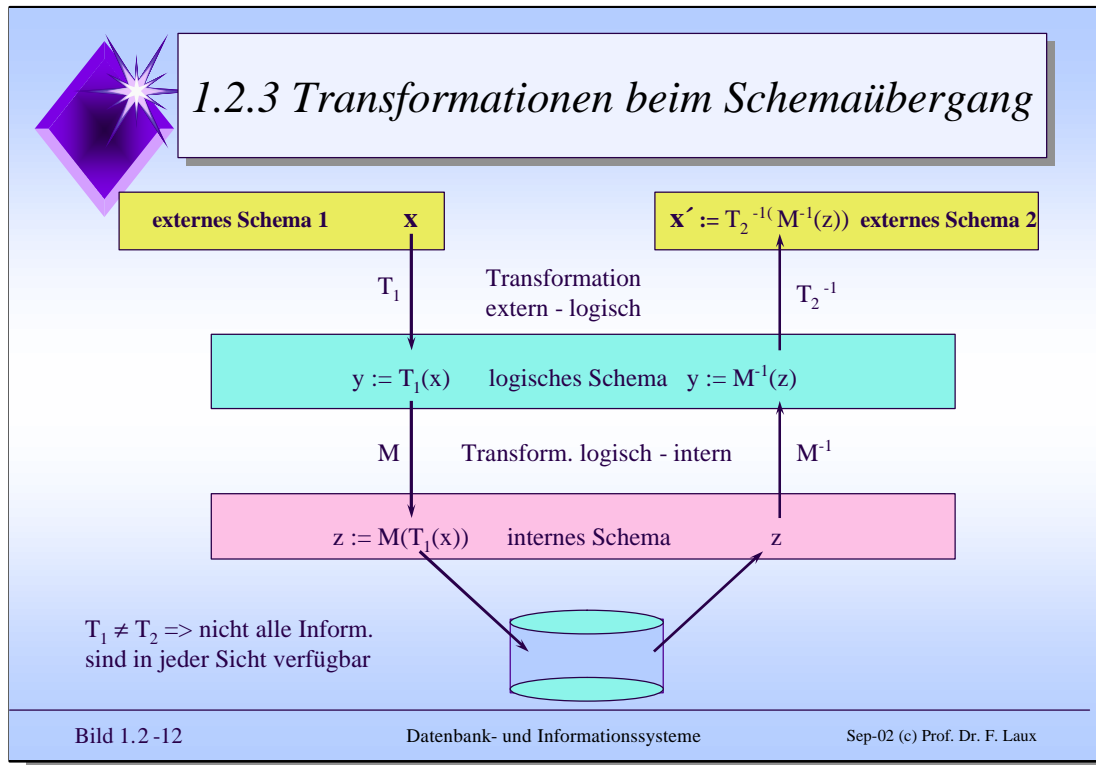 1.2.3 Transformationen beim Schemaübergang
externes Schema 1 x
x´ := T₂⁻¹⁽ M⁻¹(z)) externes Schema 2
T₁
Transformation
extern - logisch
T₂⁻¹
y := T₁(x) logisches Schema y := M⁻¹(z)
M
Transform. logisch - intern
M⁻¹
z := M(T₁(x)) internes Schema z
T₁ ≠ T₂ => nicht alle Inform.
sind in jeder Sicht verfügbar
Bild 1.2-12 Datenbank- und Informationssysteme Sep-02 (c) Prof. Dr. F. Laux